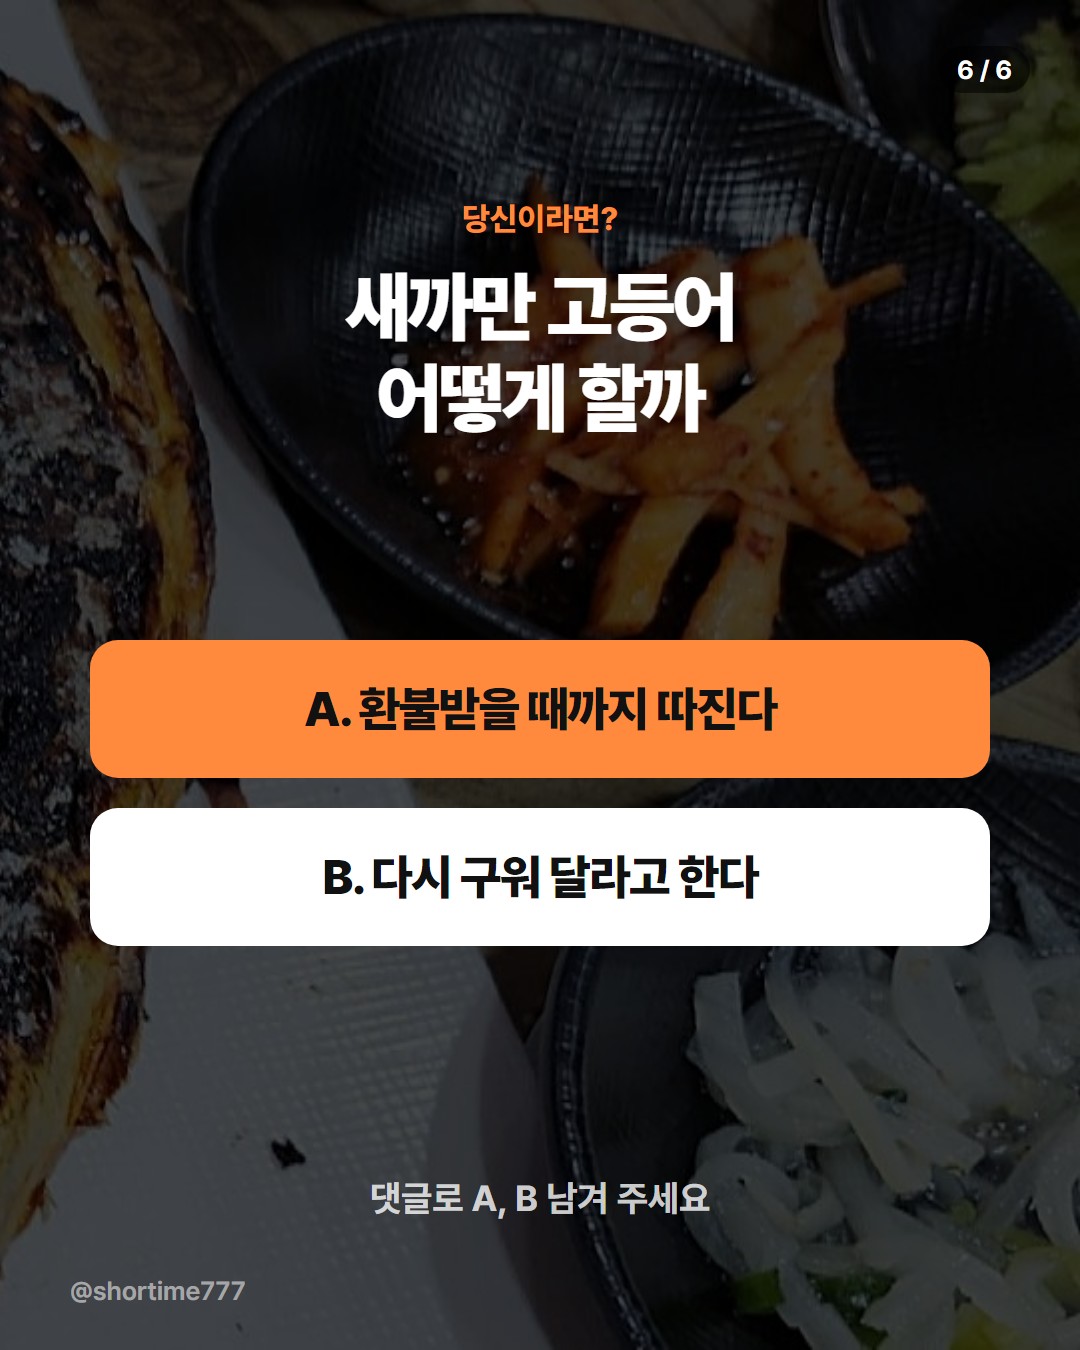 6 / 6
당신이라면?
새까만 고등어
어떻게 할까
A. 환불받을 때까지 따진다
B. 다시 구워 달라고 한다
댓글로 A, B 남겨 주세요
@shortime777